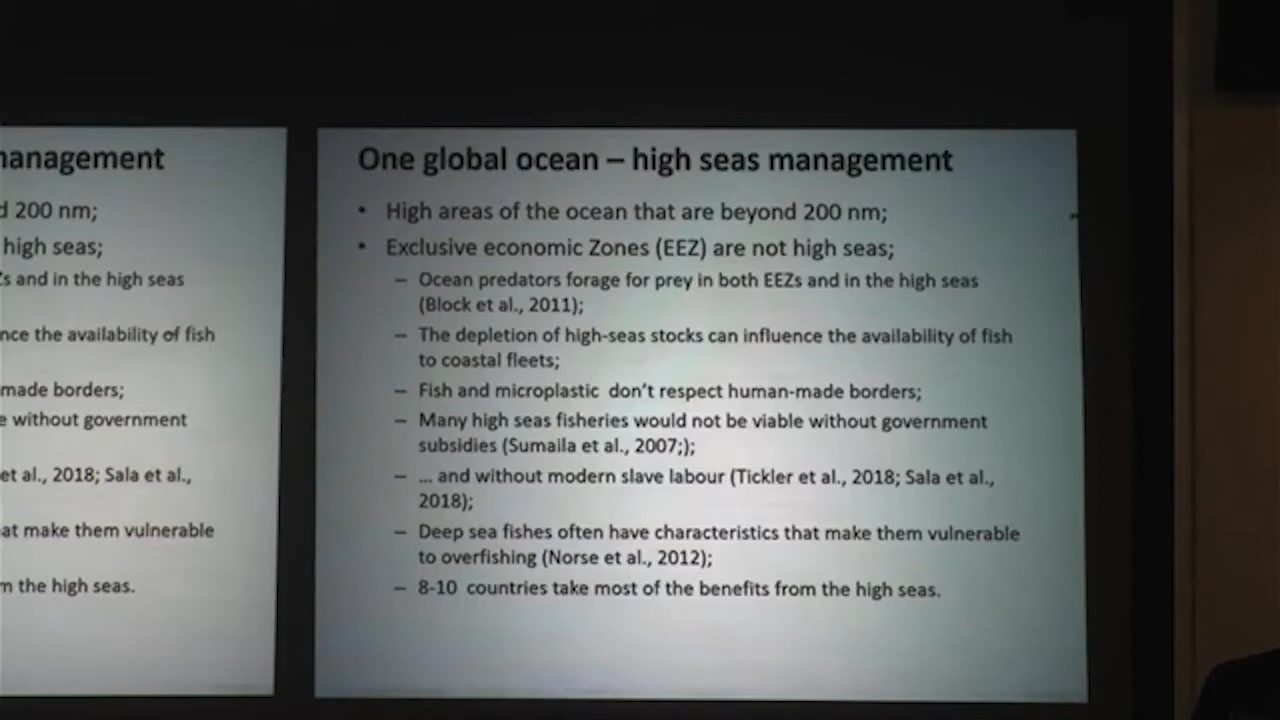 management
d 200 nm;
high seas;
s and in the high seas
nce the availability of fish
made borders;
e without government
et al., 2018; Sala et al.,
at make them vulnerable
m the high seas.
One global ocean – high seas management
• High areas of the ocean that are beyond 200 nm;
• Exclusive economic Zones (EEZ) are not high seas;
– Ocean predators forage for prey in both EEZs and in the high seas
(Block et al., 2011);
– The depletion of high-seas stocks can influence the availability of fish
to coastal fleets;
– Fish and microplastic don't respect human-made borders;
– Many high seas fisheries would not be viable without government
subsidies (Sumaila et al., 2007;);
– ... and without modern slave labour (Tickler et al., 2018; Sala et al.,
2018);
– Deep sea fishes often have characteristics that make them vulnerable
to overfishing (Norse et al., 2012);
– 8-10 countries take most of the benefits from the high seas.